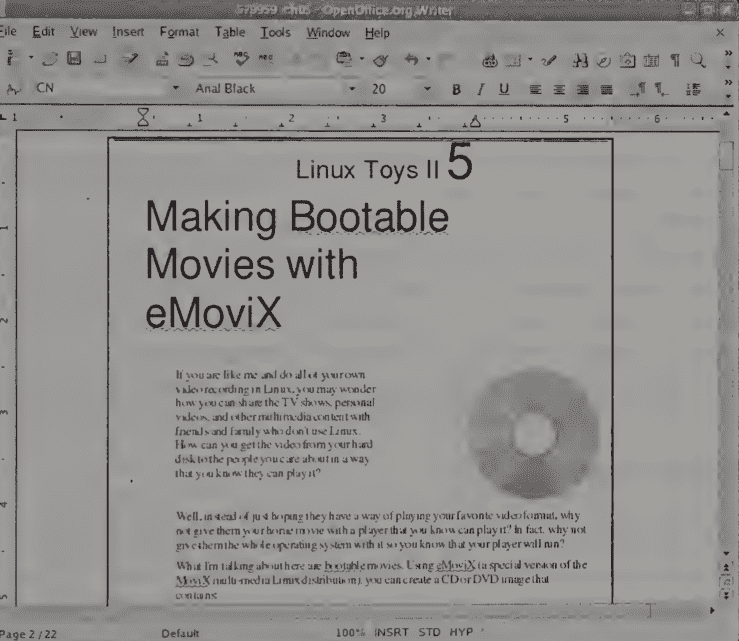 579959 ch05 - OpenOffice.org Writer
File Edit View Insert Format Table Tools Window Help
CN Arial Black 20 B I U
1 1 2 3 5 6
Linux Toys II 5
Making Bootable
Movies with
eMoviX
If you are like me and do all of your own
video recording in Linux, you may wonder
how you can share the TV shows, personal
videos, and other multimedia content with
friends and family who don't use Linux.
How can you get the video from your hard
disk to the people you care about in a way
that you know they can play it?
Well, instead of just hoping they have a way of playing your favorite video format, why
not give them your home movie with a player that you know can play it? In fact, why not
give them the whole operating system with it so you know that your player will run?
What I'm talking about here are bootable movies. Using eMoviX (a special version of the
MoviX multi-media Linux distribution), you can create a CD or DVD image that
contains:
Page 2 / 22 Default 100% INSRT STD HYP